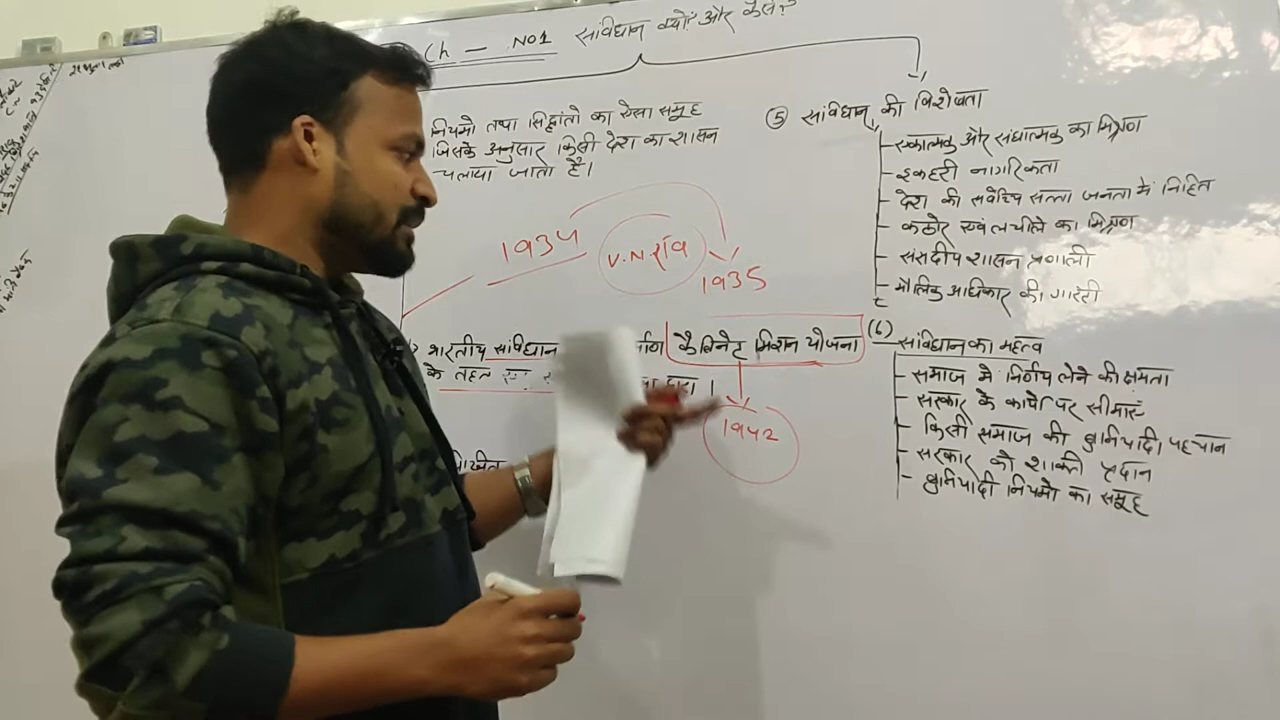 Ch - NO1 संविधान क्यों और कैसे?
नियमों तथा सिद्वांतो का ऐसा समूह
जिसके अनुसार किसी देश का शासन
चलाया जाता है।
1934
V.N राव
1935
भारतीय संविधान
कैबिनेट मिशन योजना
के तहत
द्वारा ।
1942
⑤ संविधान की विशेषता
एकात्मक और संघात्मक का मिश्रण
इकहरी नागरिकता
देश की सर्वोच्च सत्ता जनता में निहित
कठोर एवं लचीले का मिश्रण
संसदीय शासन प्रणाली
मौलिक अधिकार की गारंटी
(6) संविधान का महत्व
- समाज में निर्णय लेने की क्षमता
- सरकार के कार्यो पर सीमाएं
- किसी समाज की बुनियादी पहचान
- सरकार को शक्ति प्रदान
- बुनियादी नियमों का समूह